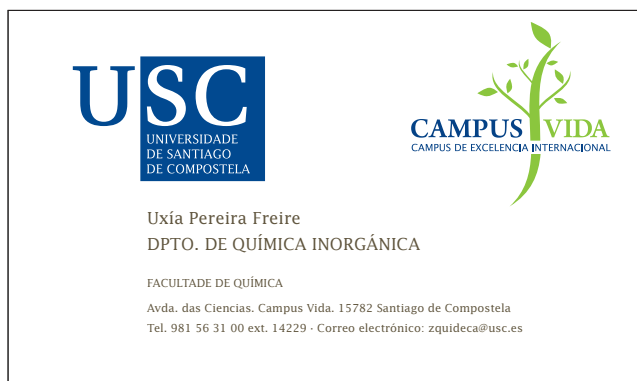 USC
UNIVERSIDADE
DE SANTIAGO
DE COMPOSTELA
CAMPUS VIDA
CAMPUS DE EXCELENCIA INTERNACIONAL
Uxía Pereira Freire
DPTO. DE QUÍMICA INORGÁNICA
FACULTADE DE QUÍMICA
Avda. das Ciencias. Campus Vida. 15782 Santiago de Compostela
Tel. 981 56 31 00 ext. 14229 · Correo electrónico: zquideca@usc.es